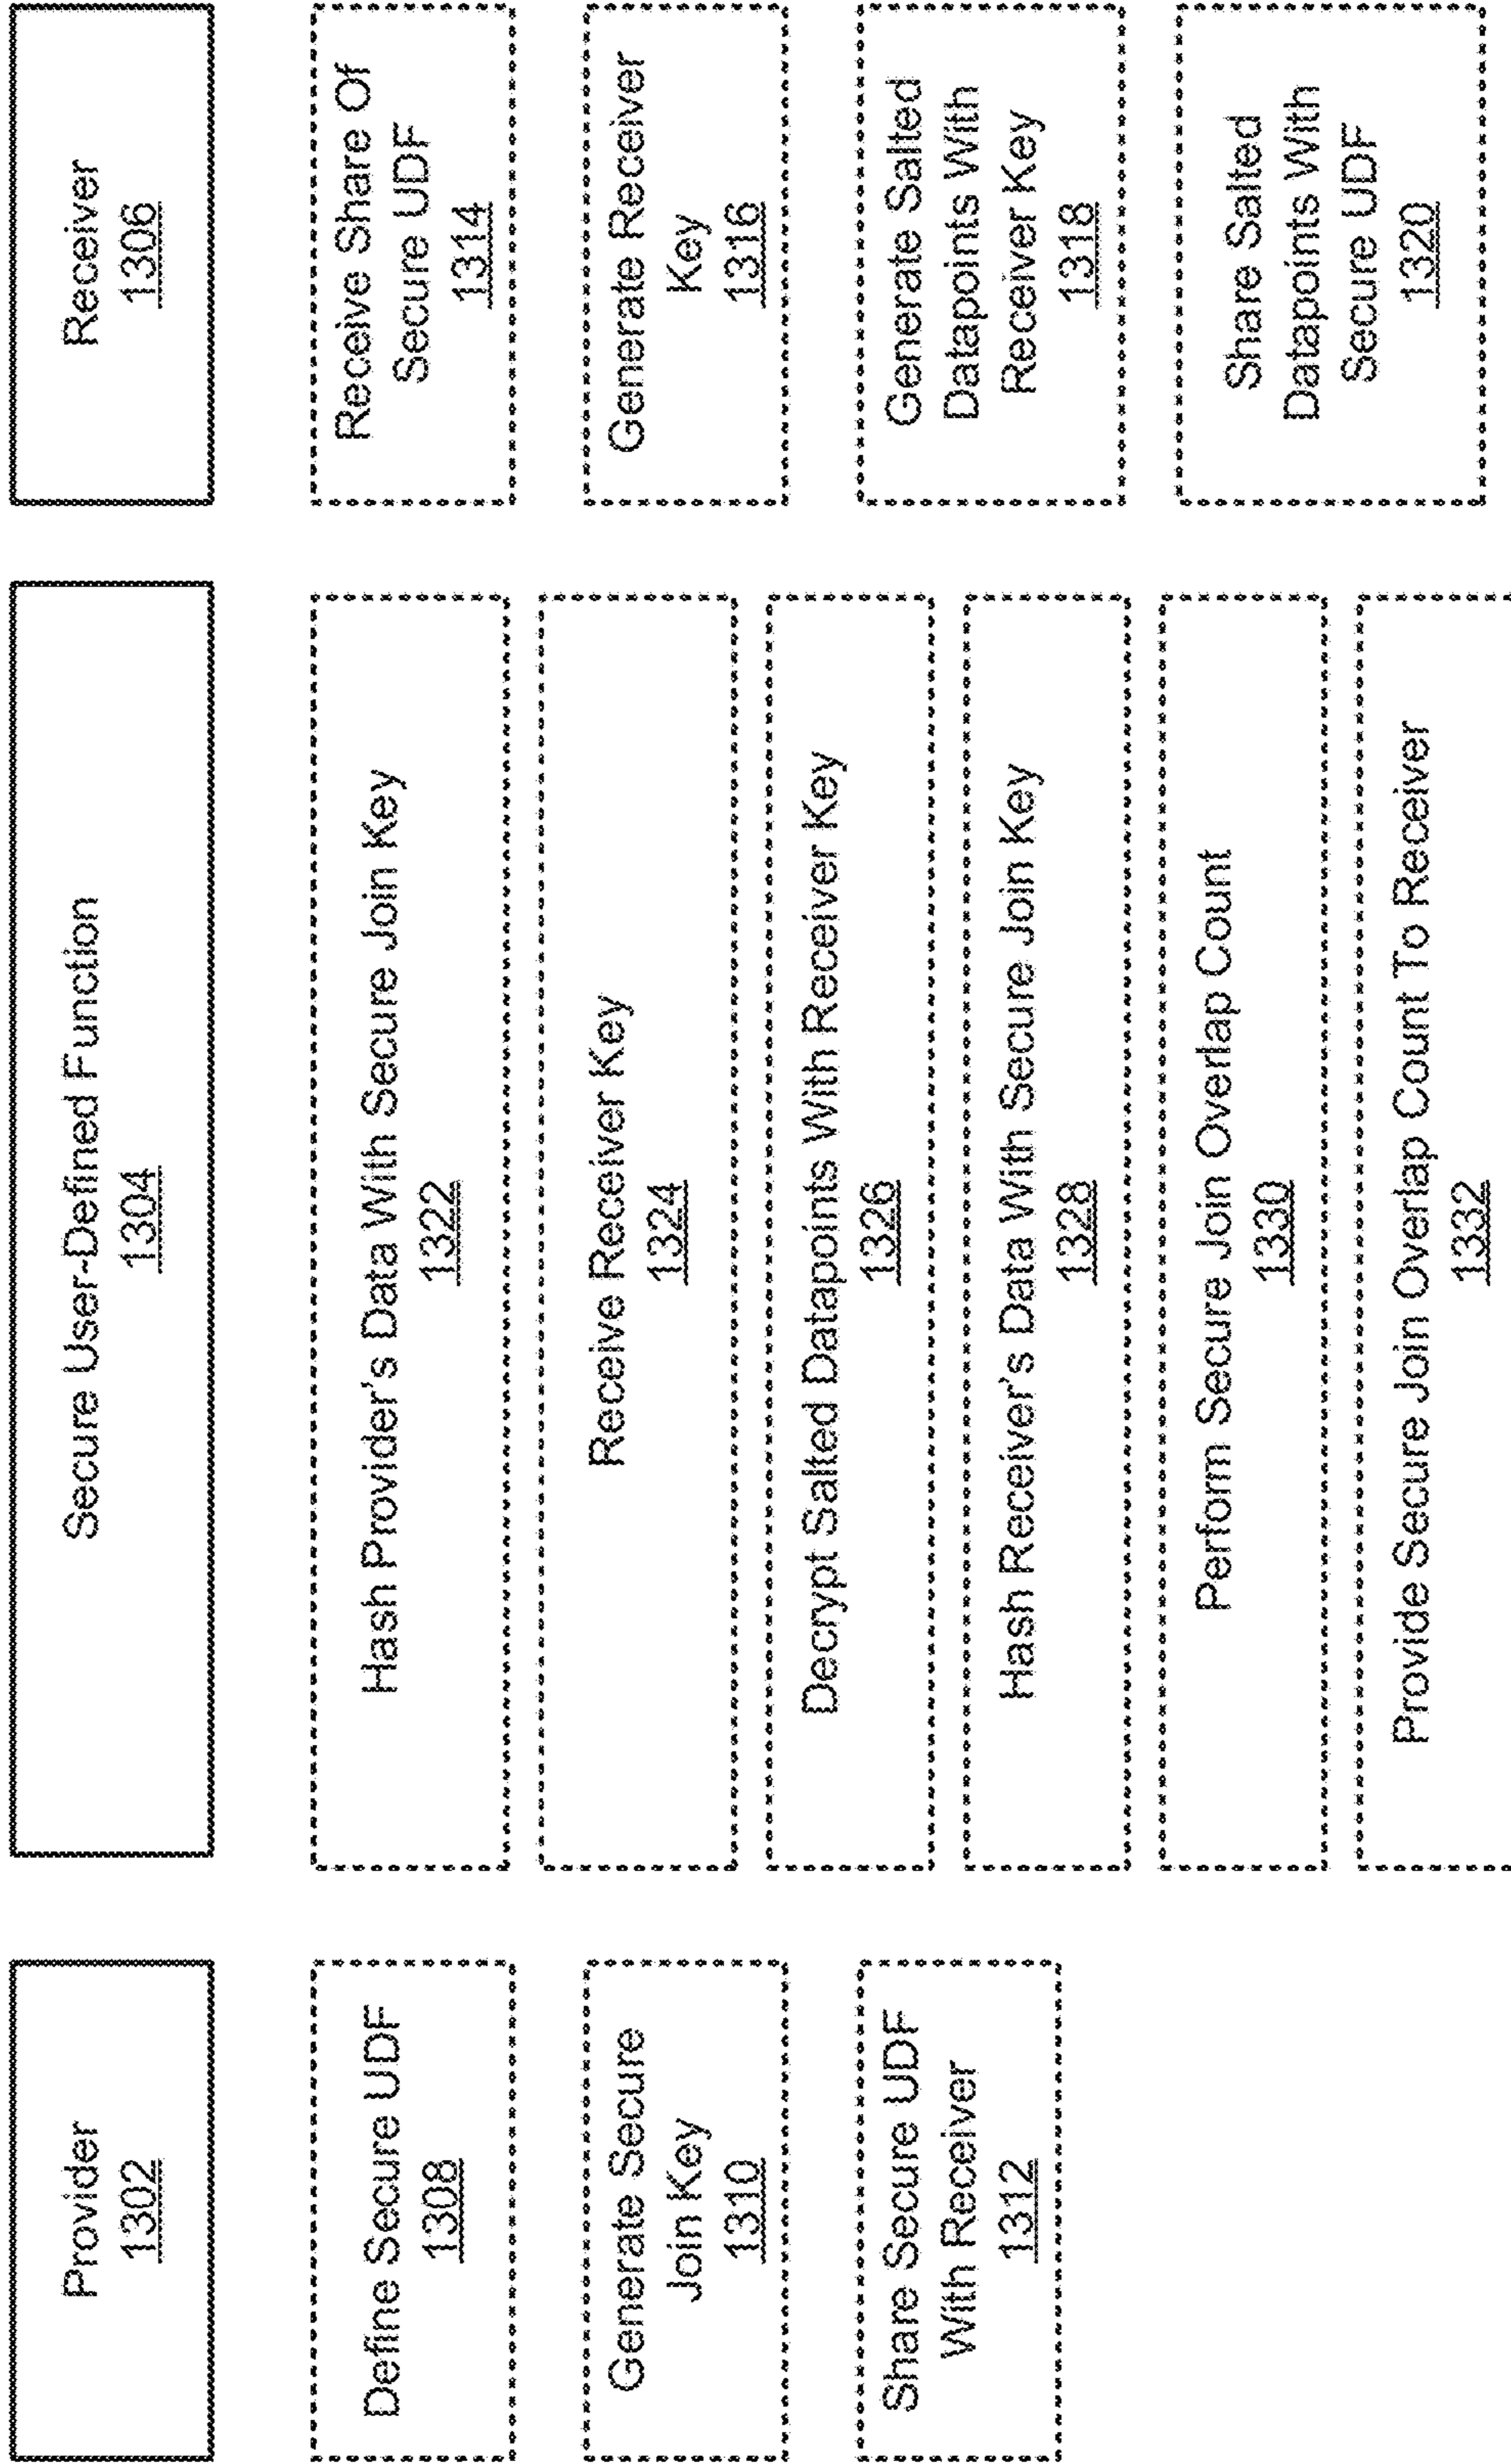 Provider
1302
Define Secure UDF
1308
Generate Secure
Join Key
1310
Share Secure UDF
With Receiver
1312
Secure User-Defined Function
1304
Hash Provider's Data With Secure Join Key
1322
Receive Receiver Key
1324
Decrypt Salted Datapoints With Receiver Key
1326
Hash Receiver's Data With Secure Join Key
1328
Perform Secure Join Overlap Count
1330
Provide Secure Join Overlap Count To Receiver
1332
Receiver
1306
Receive Share Of
Secure UDF
1314
Generate Receiver
Key
1316
Generate Salted
Datapoints With
Receiver Key
1318
Share Salted
Datapoints With
Secure UDF
1320